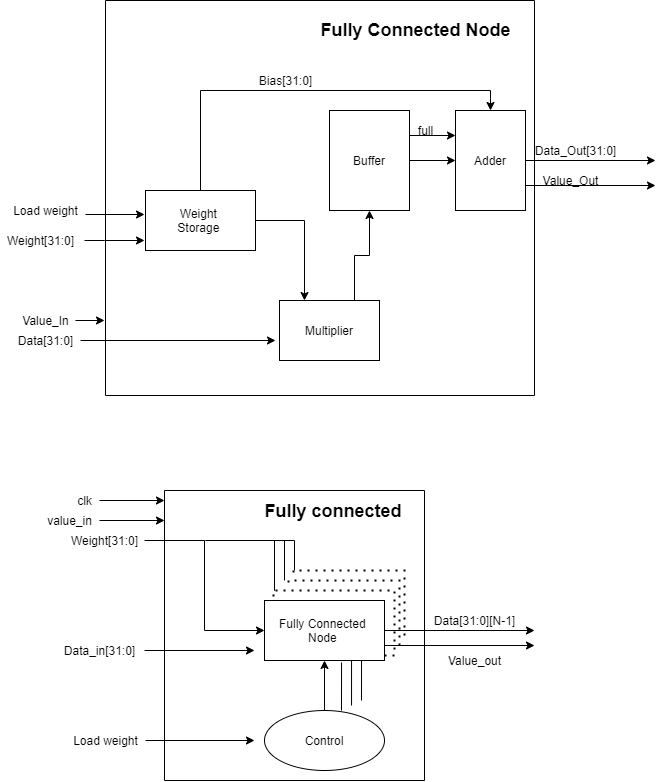 Fully Connected Node
Bias[31:0]
full
Buffer
Adder
Data_Out[31:0]
Value_Out
Load weight
Weight
Storage
Weight[31:0]
Value_In
Data[31:0]
Multiplier
clk
Fully connected
value_in
Weight[31:0]
Fully Connected
Node
Data[31:0][N-1]
Data_in[31:0]
Value_out
Load weight
Control